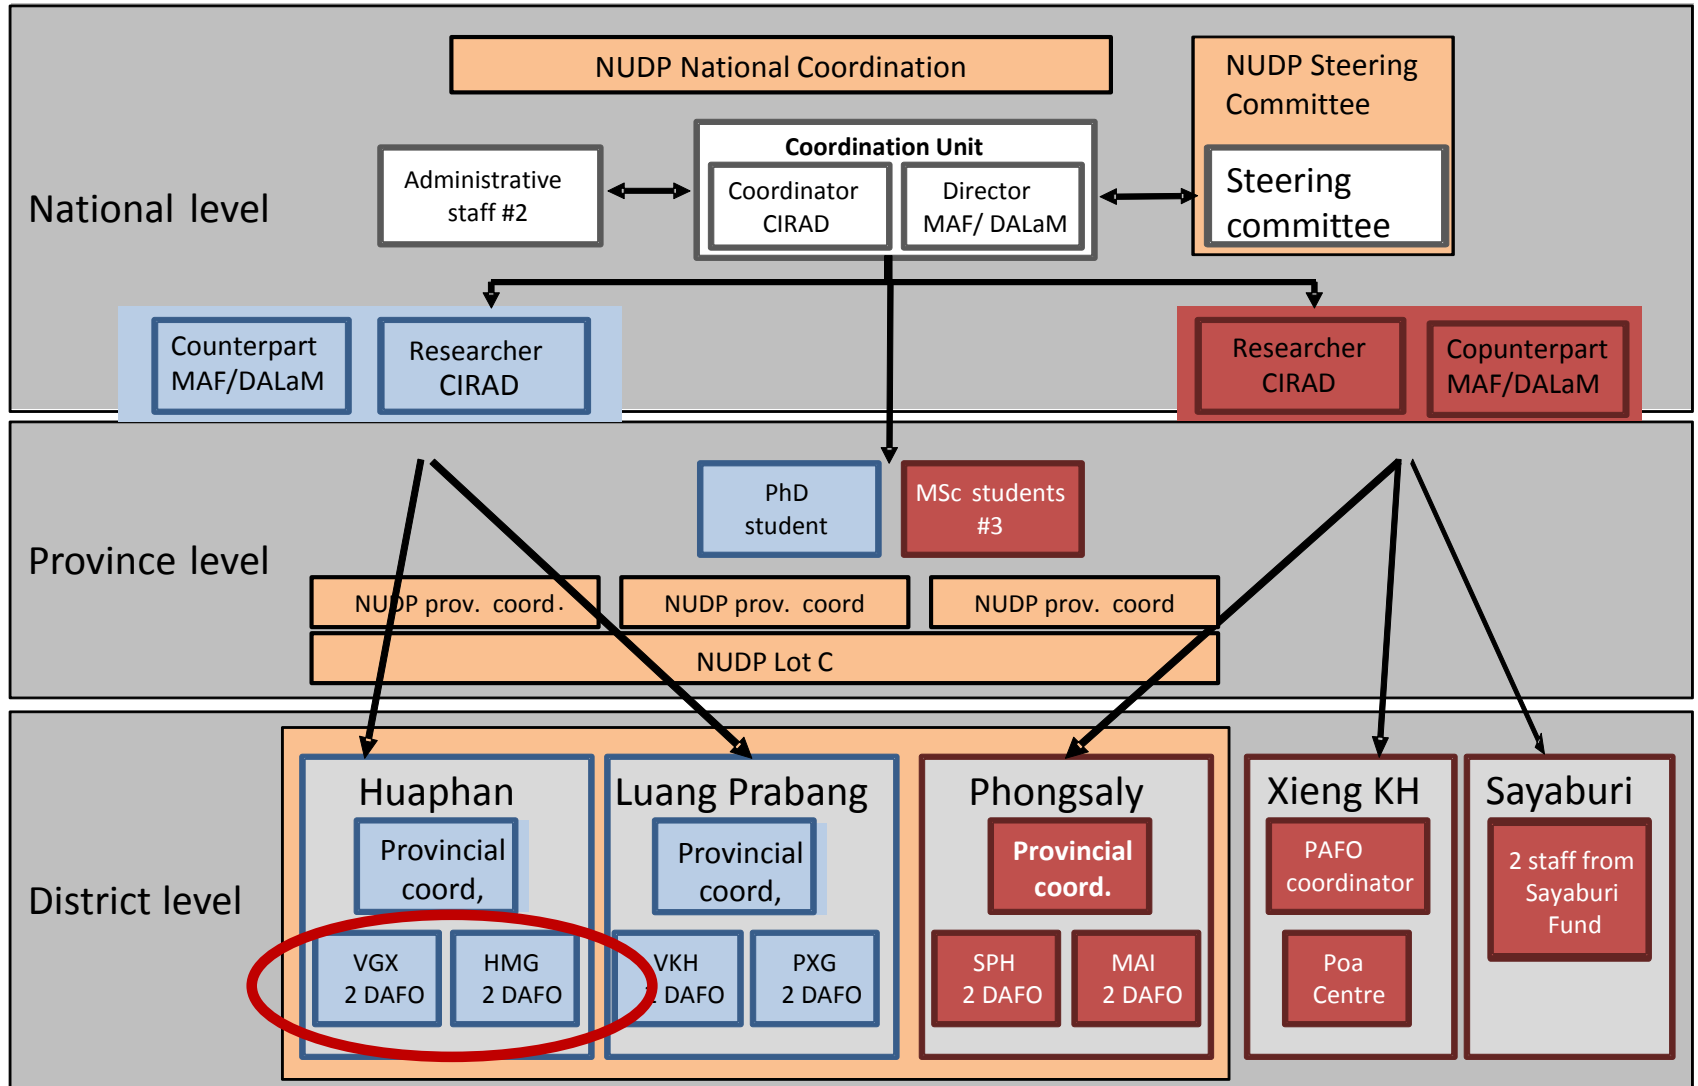 NUDP National Coordination
NUDP Steering
Committee
Coordination Unit
Administrative
staff #2
Coordinator
CIRAD
Director
MAF/ DALaM
Steering
committee
National level
Counterpart
MAF/DALaM
Researcher
CIRAD
Researcher
CIRAD
Copunterpart
MAF/DALaM
PhD
student
MSc students
#3
Province level
NUDP prov. coord.
NUDP prov. coord
NUDP prov. coord
NUDP Lot C
Huaphan
Luang Prabang
Phongsaly
Xieng KH
Sayaburi
Provincial
coord,
Provincial
coord,
Provincial
coord.
PAFO
coordinator
2 staff from
Sayaburi
Fund
District level
VGX
2 DAFO
HMG
2 DAFO
VKH
2 DAFO
PXG
2 DAFO
SPH
2 DAFO
MAI
2 DAFO
Poa
Centre